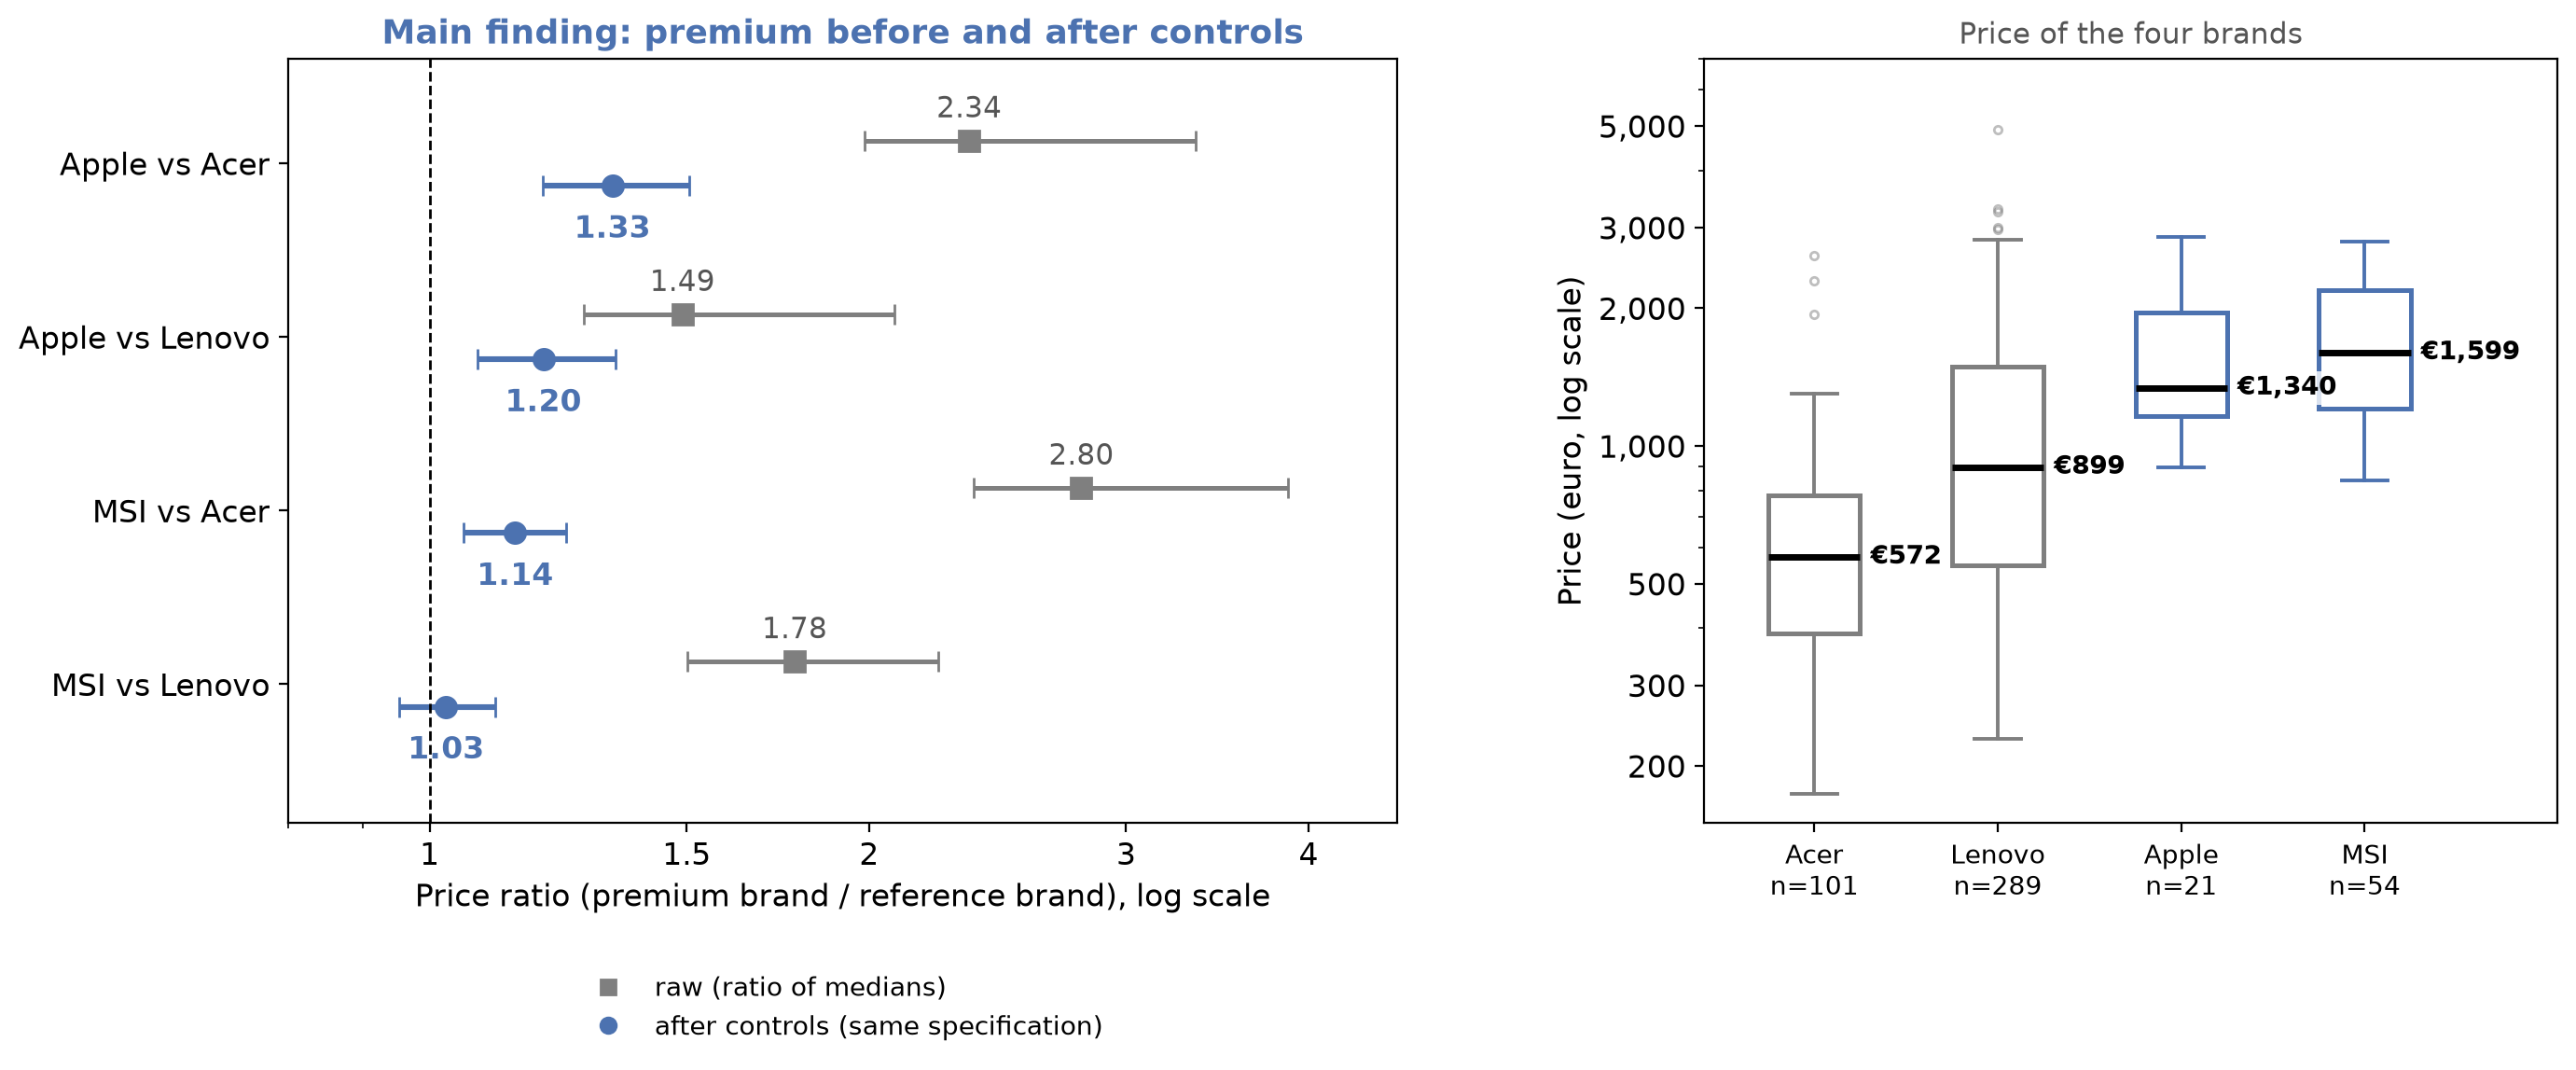 Main finding: premium before and after controls
Apple vs Acer
Apple vs Lenovo
MSI vs Acer
MSI vs Lenovo
2.34
1.33
1.49
1.20
2.80
1.14
1.78
1.03
1
1.5
2
3
4
Price ratio (premium brand / reference brand), log scale
raw (ratio of medians)
after controls (same specification)
Price of the four brands
Price (euro, log scale)
5,000
3,000
2,000
1,000
500
300
200
€572
€899
€1,340
€1,599
Acer
n=101
Lenovo
n=289
Apple
n=21
MSI
n=54